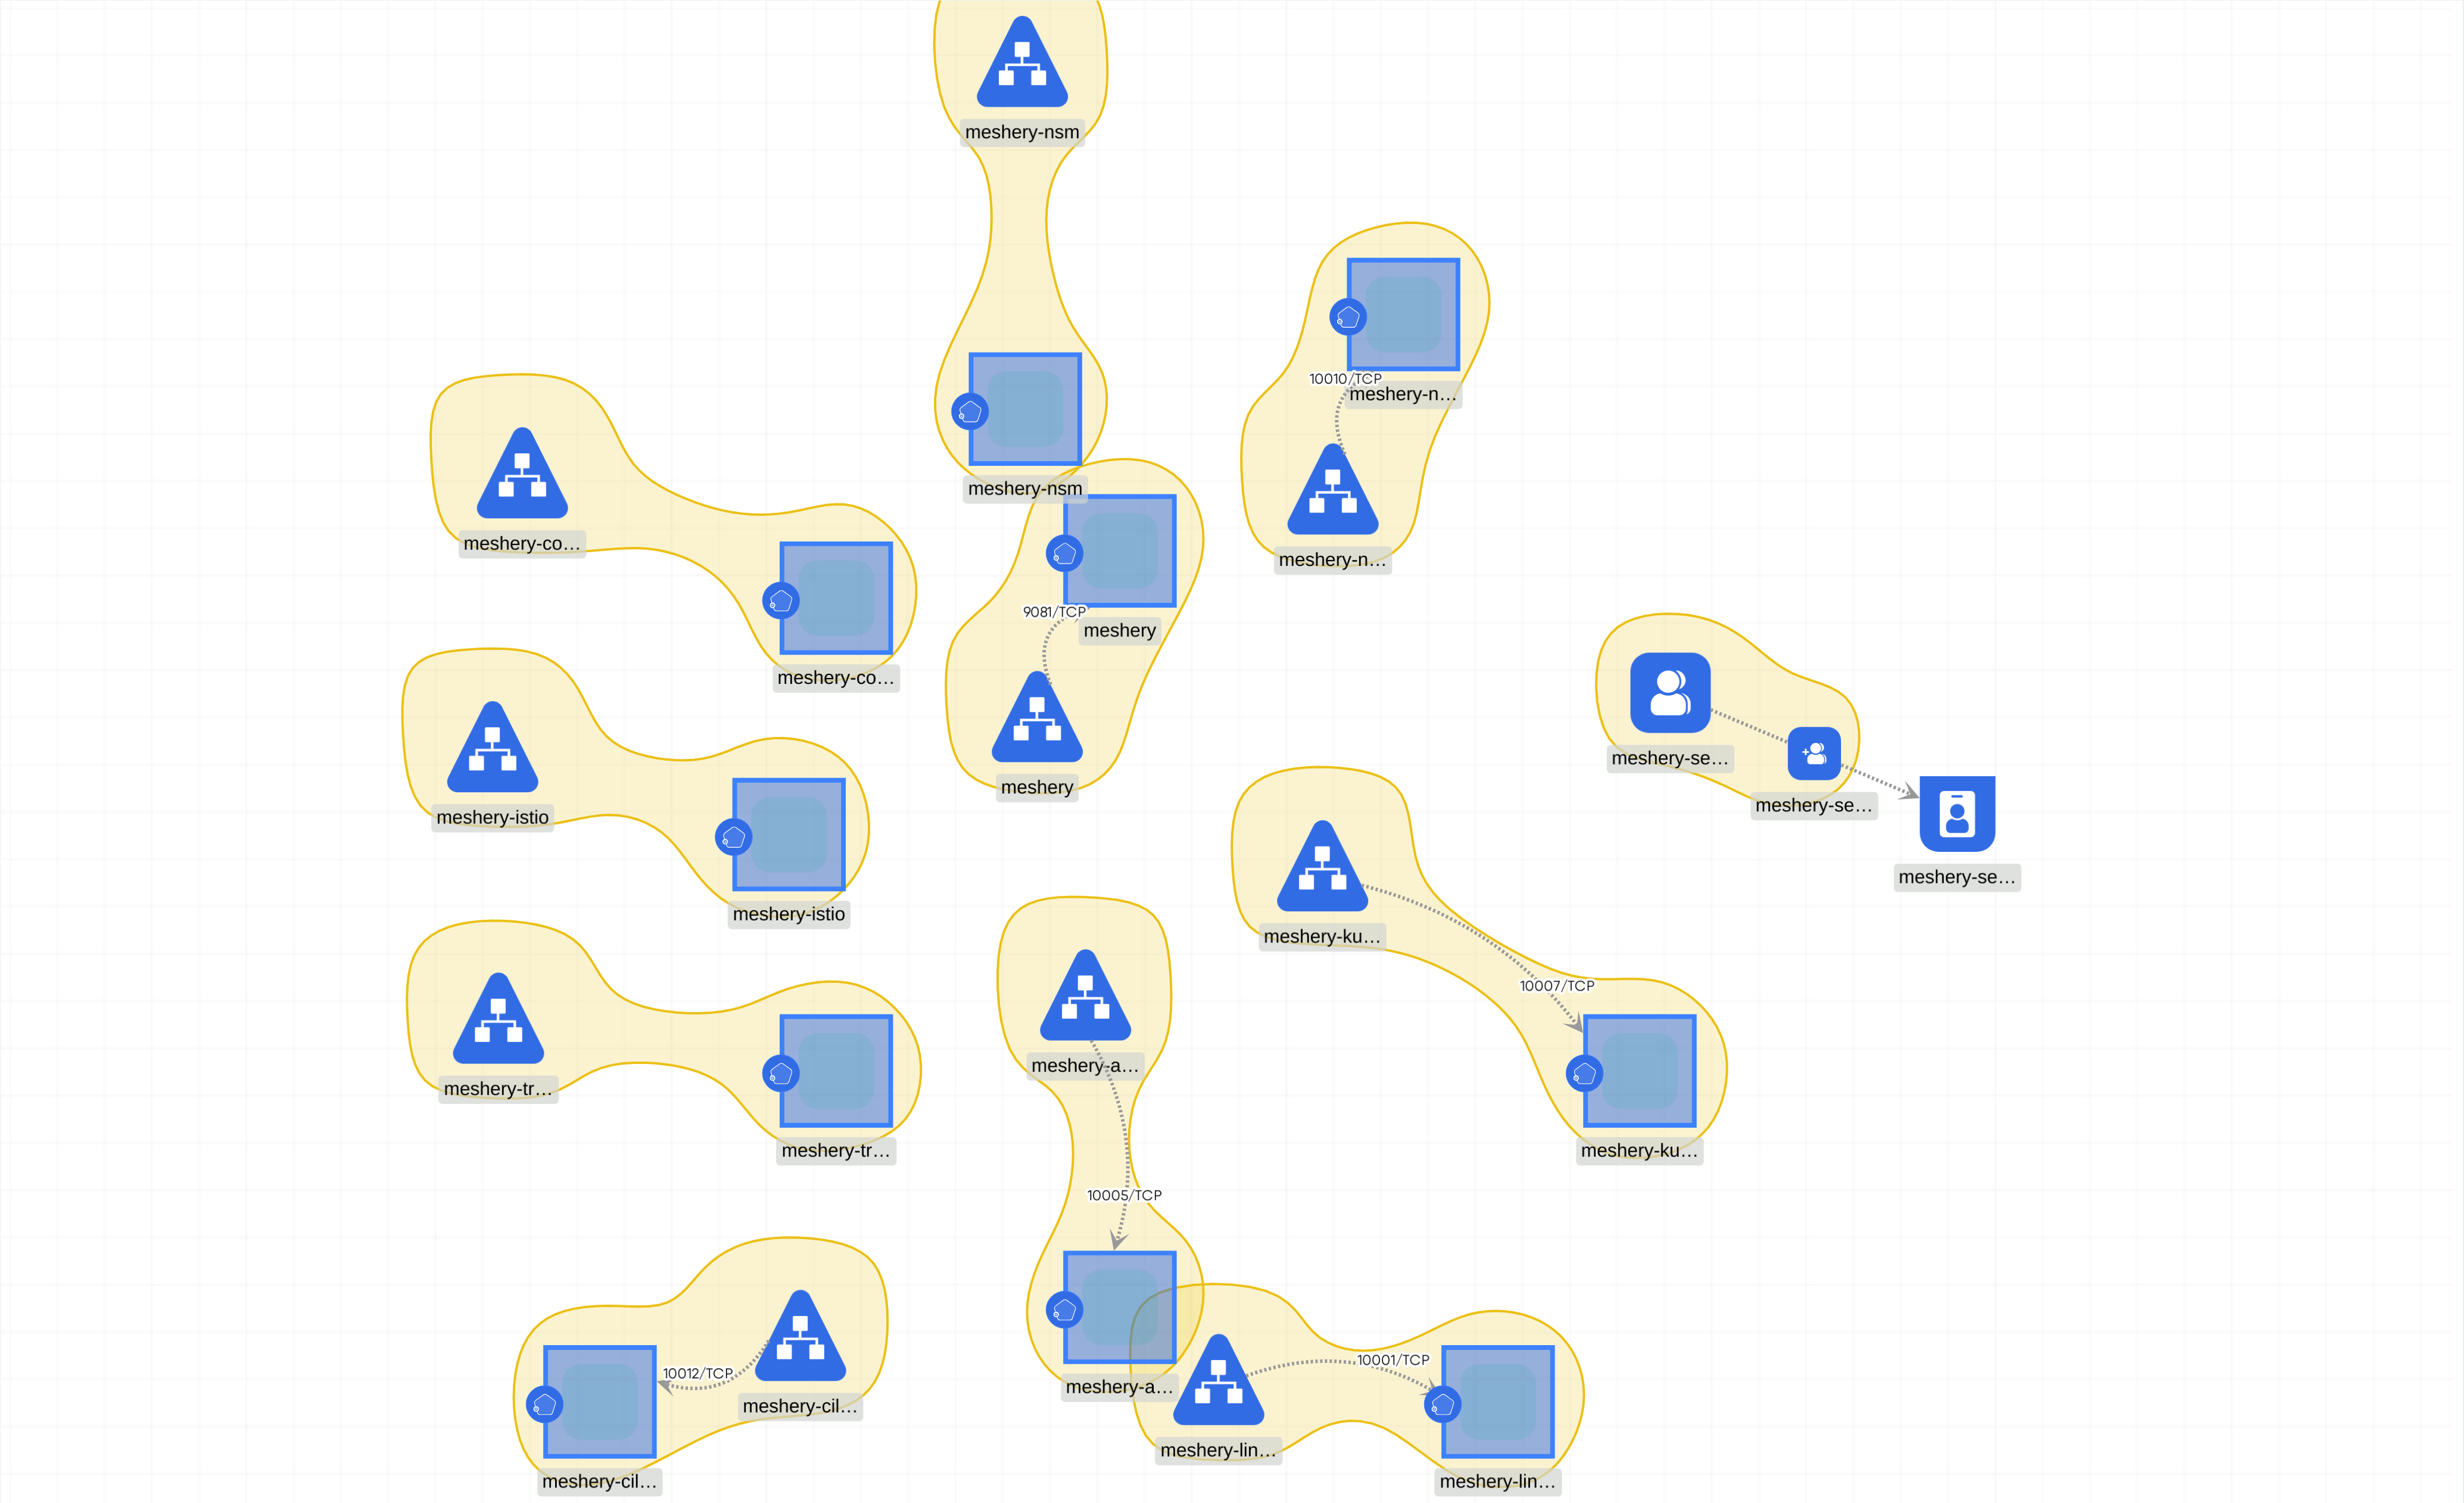 meshery-nsm
meshery-nsm
10010/TCP
meshery-n...
meshery-n...
meshery-co...
meshery-co...
9081/TCP
meshery
meshery
meshery-istio
meshery-istio
meshery-se...
meshery-se...
meshery-se...
meshery-ku...
10007/TCP
meshery-ku...
meshery-tr...
meshery-tr...
meshery-a...
10005/TCP
meshery-a...
10012/TCP
meshery-cil...
meshery-cil...
10001/TCP
meshery-lin...
meshery-lin...